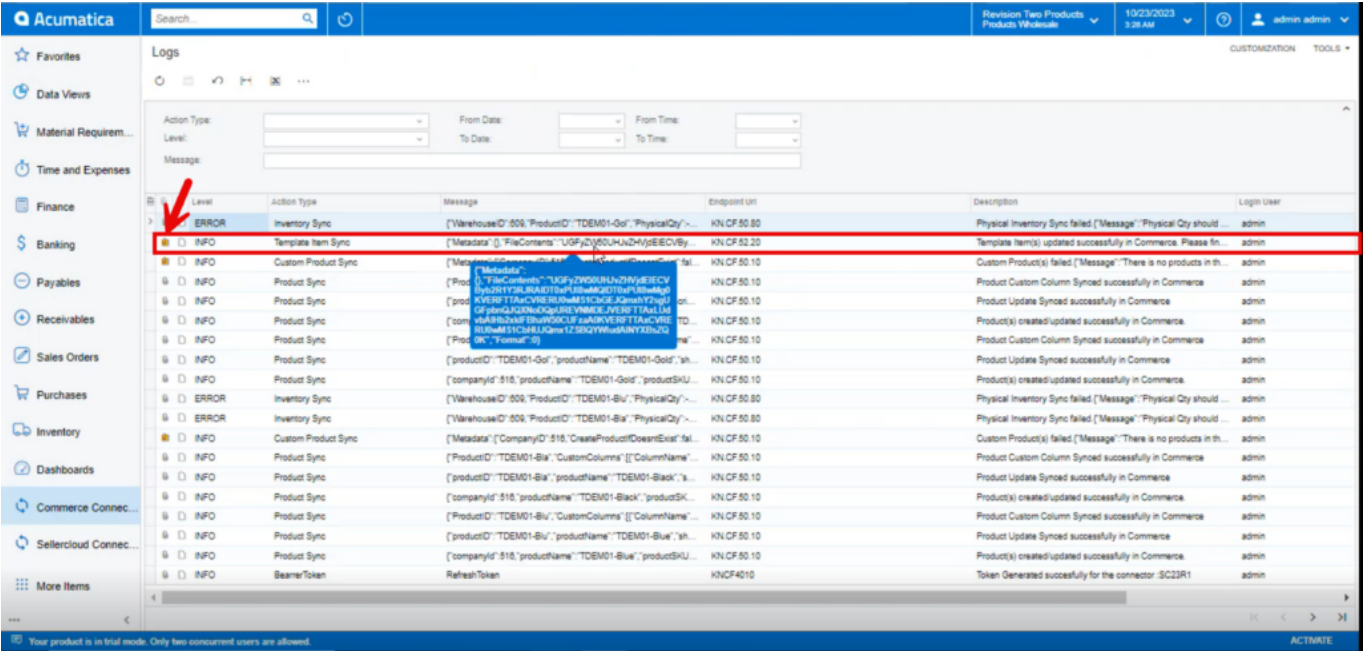 Acumatica
Search...
Revision Two Products
Products Wholesale
10/23/2023
3:28 AM
admin admin
Favorites
Data Views
Material Requirem...
Time and Expenses
Finance
Banking
Payables
Receivables
Sales Orders
Purchases
Inventory
Dashboards
Commerce Connec...
Sellercloud Connec...
More Items
Logs
CUSTOMIZATION TOOLS
Action Type: From Date: From Time:
Level: To Date: To Time:
Message:
Level Action Type Message Endpoint Url Description Login User
ERROR Inventory Sync {"WarehouseID":609,"ProductID":"TDEM01-Gol","PhysicalQty":-... KN.CF.50.80 Physical Inventory Sync failed.{"Message":"Physical Qty should ... admin
INFO Template Item Sync {"Metadata":{},"FileContents": KN.CF.52.20 Template Item(s) updated successfully in Commerce. Please fin... admin
INFO Custom Product Sync KN.CF.50.10 Custom Product(s) failed.{"Message":"There is no products in th... admin
INFO Product Sync KN.CF.50.10 Product Custom Column Synced successfully in Commerce admin
INFO Product Sync KN.CF.50.10 Product Update Synced successfully in Commerce admin
INFO Product Sync KN.CF.50.10 Product(s) created/updated successfully in Commerce. admin
INFO Product Sync KN.CF.50.10 Product Custom Column Synced successfully in Commerce admin
INFO Product Sync {"productID":"TDEM01-Gol","productName":"TDEM01-Gold","sh... KN.CF.50.10 Product Update Synced successfully in Commerce admin
INFO Product Sync {"companyId":516,"productName":"TDEM01-Gold","productSKU... KN.CF.50.10 Product(s) created/updated successfully in Commerce. admin
ERROR Inventory Sync {"WarehouseID":609,"ProductID":"TDEM01-Blu","PhysicalQty":-... KN.CF.50.80 Physical Inventory Sync failed.{"Message":"Physical Qty should ... admin
ERROR Inventory Sync {"WarehouseID":609,"ProductID":"TDEM01-Bla","PhysicalQty":-... KN.CF.50.80 Physical Inventory Sync failed.{"Message":"Physical Qty should ... admin
INFO Custom Product Sync {"Metadata":{"CompanyID":516,"CreateProductIfDoesntExist":fal... KN.CF.50.10 Custom Product(s) failed.{"Message":"There is no products in th... admin
INFO Product Sync {"ProductID":"TDEM01-Bla","CustomColumns":[{"ColumnName"... KN.CF.50.10 Product Custom Column Synced successfully in Commerce admin
INFO Product Sync {"productID":"TDEM01-Bla","productName":"TDEM01-Black","s... KN.CF.50.10 Product Update Synced successfully in Commerce admin
INFO Product Sync {"companyId":516,"productName":"TDEM01-Black","productSK... KN.CF.50.10 Product(s) created/updated successfully in Commerce. admin
INFO Product Sync {"ProductID":"TDEM01-Blu","CustomColumns":[{"ColumnName"... KN.CF.50.10 Product Custom Column Synced successfully in Commerce admin
INFO Product Sync {"productID":"TDEM01-Blu","productName":"TDEM01-Blue","sh... KN.CF.50.10 Product Update Synced successfully in Commerce admin
INFO Product Sync {"companyId":516,"productName":"TDEM01-Blue","productSKU... KN.CF.50.10 Product(s) created/updated successfully in Commerce. admin
INFO BearrerToken RefreshToken KNCF4010 Token Generated succesfully for the connector :SC23R1 admin
{"Metadata":
"Format":0}
Your product is in trial mode. Only two concurrent users are allowed. ACTIVATE